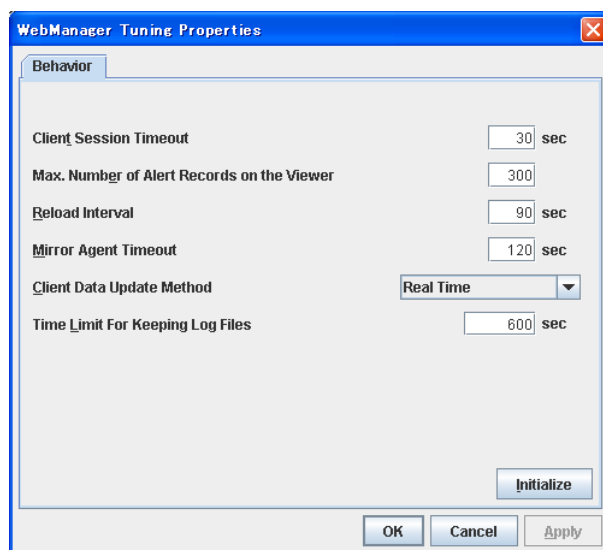 WebManager Tuning Properties
Behavior
Client Session Timeout 30 sec
Max. Number of Alert Records on the Viewer 300
Reload Interval 90 sec
Mirror Agent Timeout 120 sec
Client Data Update Method Real Time
Time Limit For Keeping Log Files 600 sec
Initialize
OK Cancel Apply